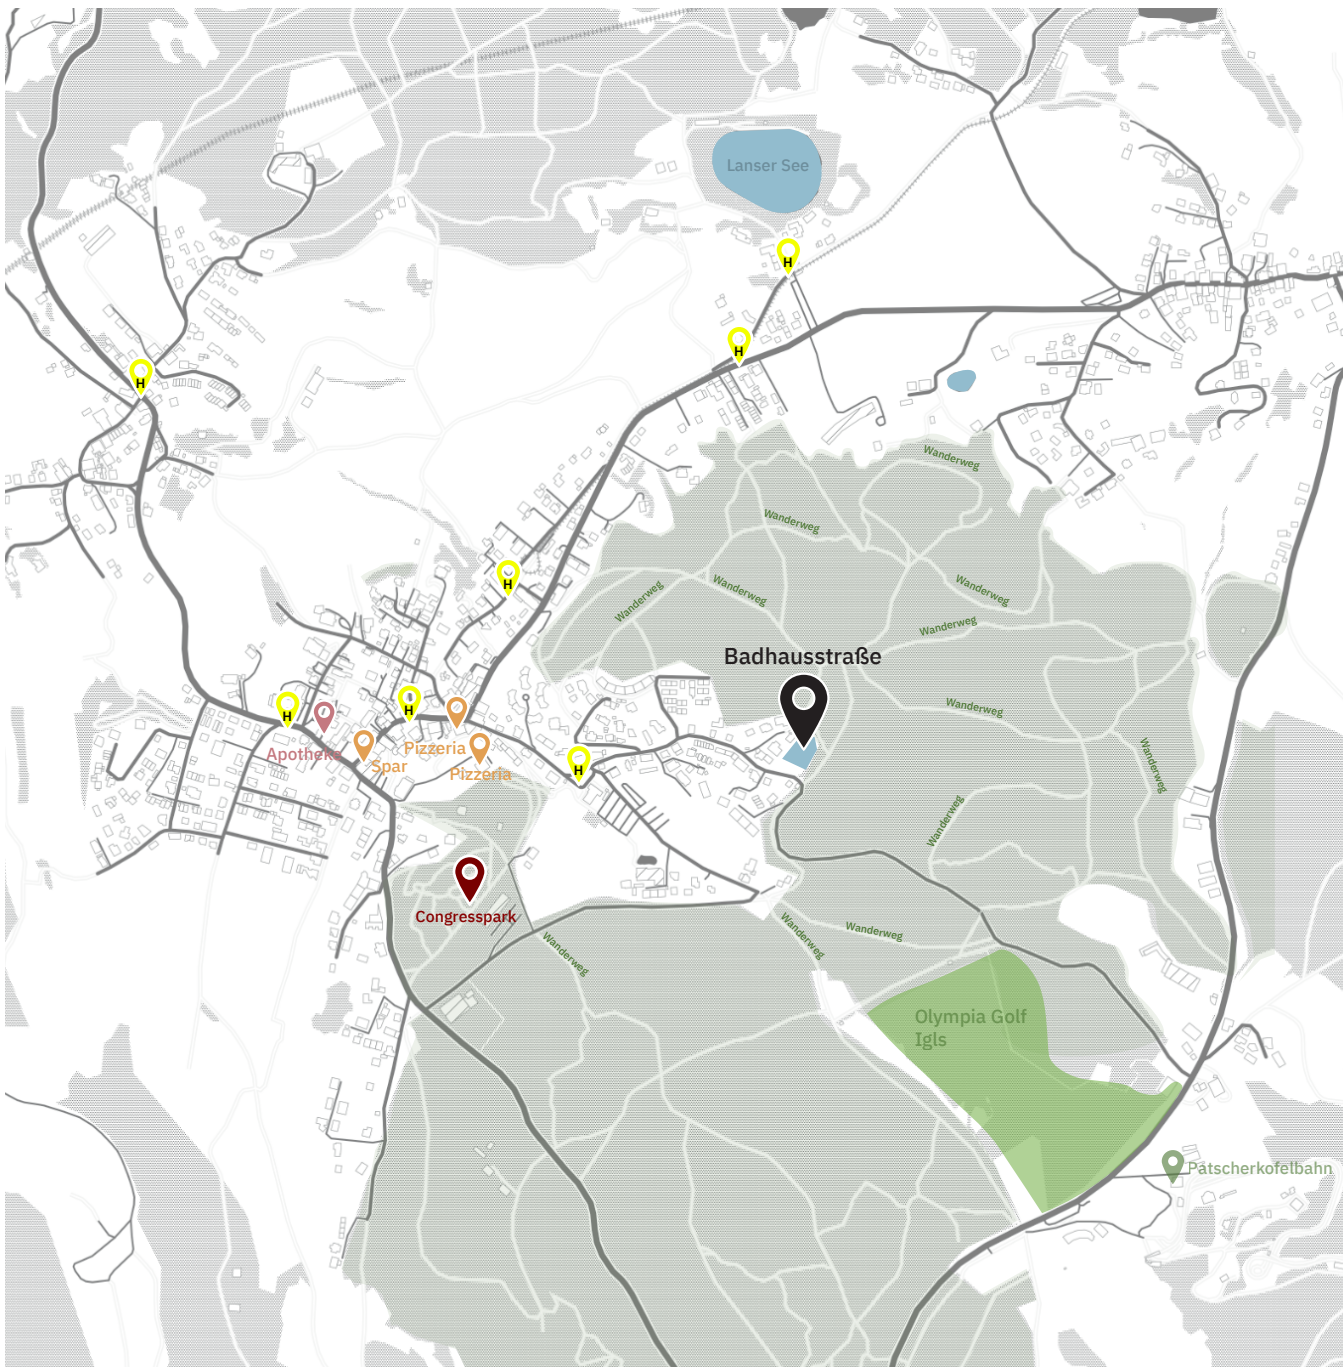 Lanser See
H
H
H
Wanderweg
Wanderweg
H
Wanderweg
Wanderweg
Wanderweg
Wanderweg
Badhausstraße
H
H
Wanderweg
Apotheke
Pizzeria
Spar
Pizzeria
H
Wanderweg
Wanderweg
Congresspark
Wanderweg
Wanderweg
Wanderweg
Olympia Golf
Igls
Patscherkofelbahn